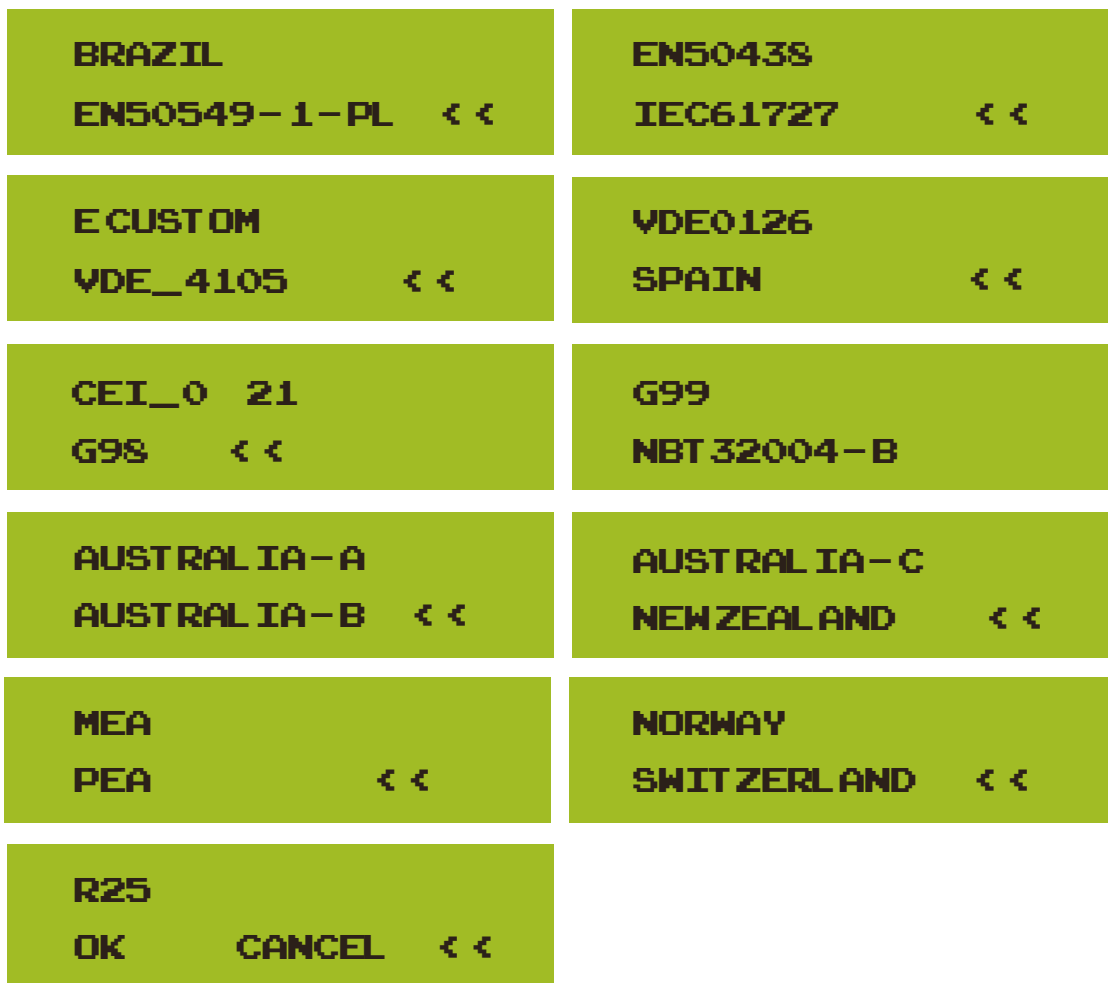 BRAZIL
EN50549-1-PL <<
EN50438
IEC61727 <<
ECUSTOM
VDE_4105 <<
VDE0126
SPAIN <<
CEI_0 21
G98 <<
G99
NBT32004-B
AUSTRALIA-A
AUSTRALIA-B <<
AUSTRALIA-C
NEWZEALAND <<
MEA
PEA <<
NORWAY
SWITZERLAND <<
R25
OK CANCEL <<